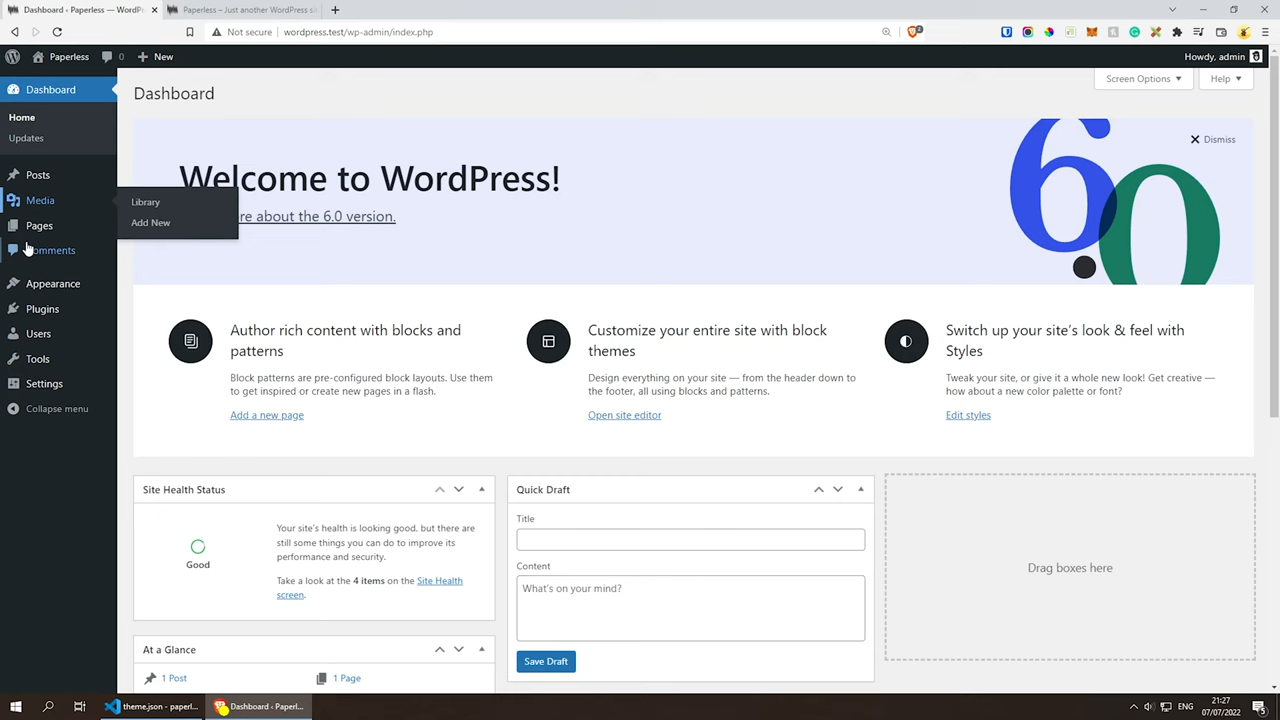 Dashboard ‹ Paperless — WordP
Paperless – Just another WordPress si
Not secure
wordpress.test/wp-admin/index.php
2
Paperless
0
New
Howdy, admin
Dashboard
Home
Updates
Posts
Media
Pages
omments
Appearance
Plugins
Users
Tools
Settings
Collapse menu
Library
Add New
Dashboard
Screen Options
Help
Welcome to WordPress!
re about the 6.0 version.
6.0
Dismiss
Author rich content with blocks and
patterns
Block patterns are pre-configured block layouts. Use them
to get inspired or create new pages in a flash.
Add a new page
Customize your entire site with block
themes
Design everything on your site — from the header down to
the footer, all using blocks and patterns.
Open site editor
Switch up your site’s look & feel with
Styles
Tweak your site, or give it a whole new look! Get creative —
how about a new color palette or font?
Edit styles
Site Health Status
Good
Your site’s health is looking good, but there are
still some things you can do to improve its
performance and security.
Take a look at the 4 items on the Site Health
screen.
At a Glance
1 Post
1 Page
Quick Draft
Title
Content
What’s on your mind?
Save Draft
Drag boxes here
theme.json - paperl...
Dashboard ‹ Paperl...
ENG
21:27
07/07/2022
5